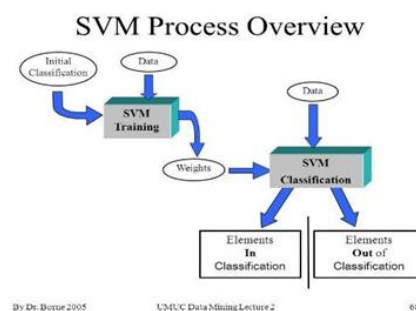 SVM Process Overview
Initial
Classification
Data
SVM
Training
Weights
Data
SVM
Classification
Elements
In
Classification
Elements
Out of
Classification
By Dr. Borne 2005
UMUC Data Mining Lecture 2